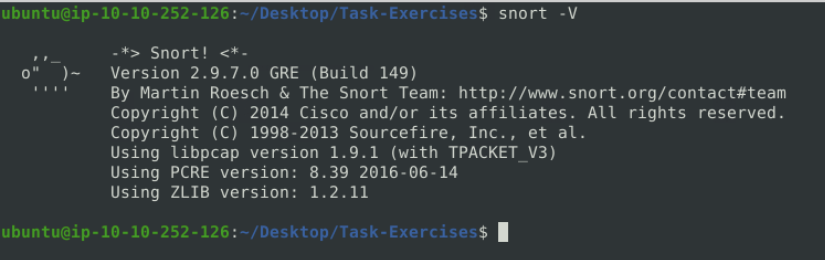 ubuntu@ip-10-10-252-126:~/Desktop/Task-Exercises$ snort -V
   ,,_     -*> Snort! <*-
  o"  )~   Version 2.9.7.0 GRE (Build 149)
   ''''    By Martin Roesch & The Snort Team: http://www.snort.org/contact#team
           Copyright (C) 2014 Cisco and/or its affiliates. All rights reserved.
           Copyright (C) 1998-2013 Sourcefire, Inc., et al.
           Using libpcap version 1.9.1 (with TPACKET_V3)
           Using PCRE version: 8.39 2016-06-14
           Using ZLIB version: 1.2.11
ubuntu@ip-10-10-252-126:~/Desktop/Task-Exercises$